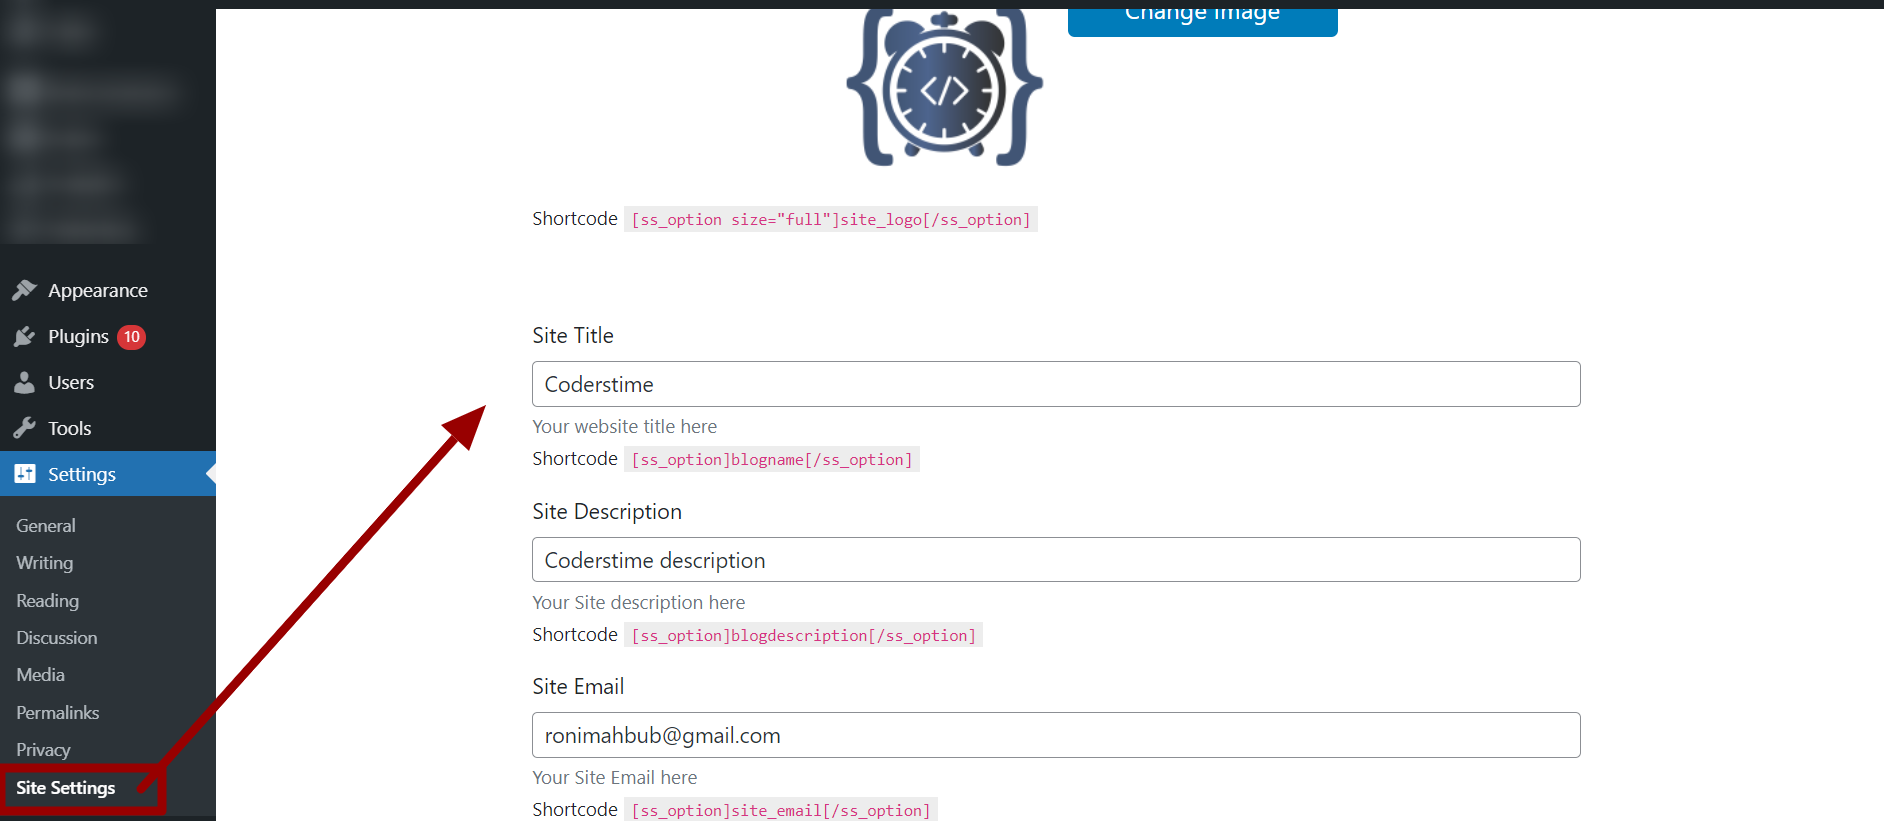 Change Image
</>
Shortcode [ss_option size="full"]site_logo[/ss_option]
Appearance
Plugins 10
Users
Tools
Settings
General
Writing
Reading
Discussion
Media
Permalinks
Privacy
Site Settings
Site Title
Coderstime
Your website title here
Shortcode [ss_option]blogname[/ss_option]
Site Description
Coderstime description
Your Site description here
Shortcode [ss_option]blogdescription[/ss_option]
Site Email
ronimahbub@gmail.com
Your Site Email here
Shortcode [ss_option]site_email[/ss_option]